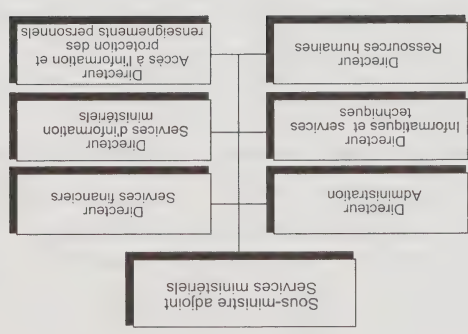 Sous-ministre adjoint
Services ministériels
Directeur
Administration
Directeur
Services financiers
Directeur
Informatiques et services
techniques
Directeur
Services d'information
ministériels
Directeur
Ressources humaines
Directeur
Accès à l'information et
protection des
renseignements personnels